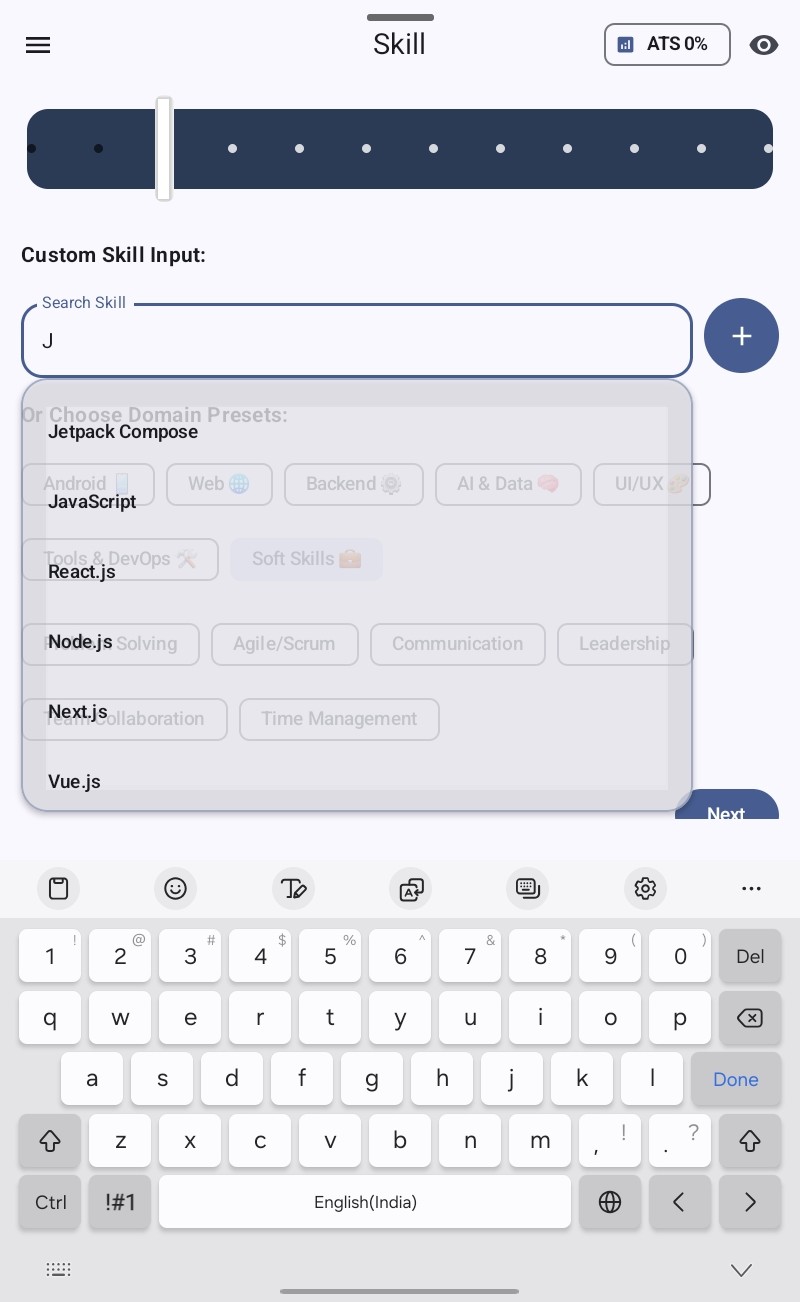 Skill
ATS 0%
Custom Skill Input:
Search Skill
J
Or Choose Domain Presets:
Jetpack Compose
Android Web Backend AI & Data UI/UX
JavaScript
Tools & DevOps Soft Skills
React.js
Problem Solving Agile/Scrum Communication Leadership
Node.js
Team Collaboration Time Management
Next.js
Vue.js
Next
1 ! 2 @ 3 # 4 $ 5 % 6 ^ 7 & 8 * 9 ( 0 ) Del
q w e r t y u i o p
a s d f g h j k l Done
z x c v b n m , ! . ?
Ctrl !#1 English(India)